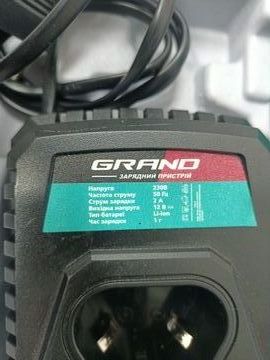 GRAND
ЗАРЯДНИЙ ПРИСТРІЙ
Напруга 230В
Частота струму 50 Гц
Струм зарядки 2 А
Вихідна напруга 12 В
Тип батареї Li-ion
Час зарядки 1 г